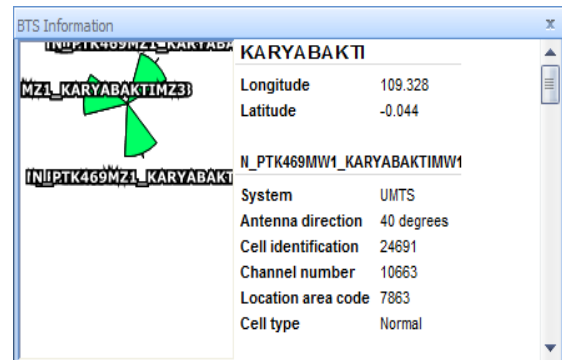 BTS Information
x
MZ1_KARYABAKTIMZ3
PTK469MZ1_KARYABAKT
KARYABAKTI
Longitude 109.328
Latitude -0.044
N_PTK469MW1_KARYABAKTIMW1
System UMTS
Antenna direction 40 degrees
Cell identification 24691
Channel number 10663
Location area code 7863
Cell type Normal